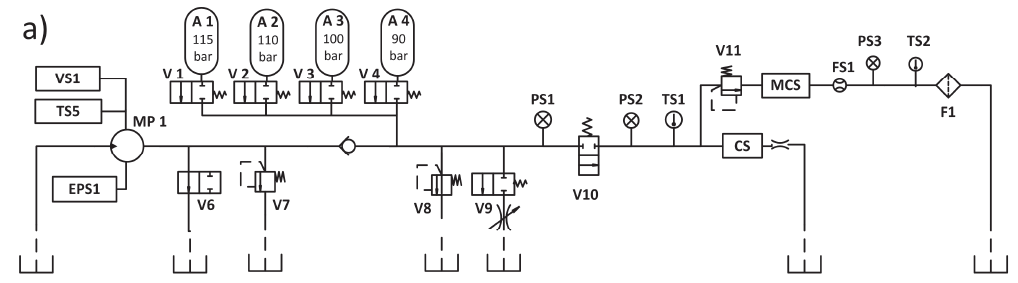 a)
A 1
115
bar
A 2
110
bar
A 3
100
bar
A 4
90
bar
V 1
V 2
V 3
V 4
VS1
TS5
MP 1
EPS1
V6
V7
V8
V9
PS1
V10
PS2
TS1
V11
MCS
FS1
PS3
TS2
F1
CS